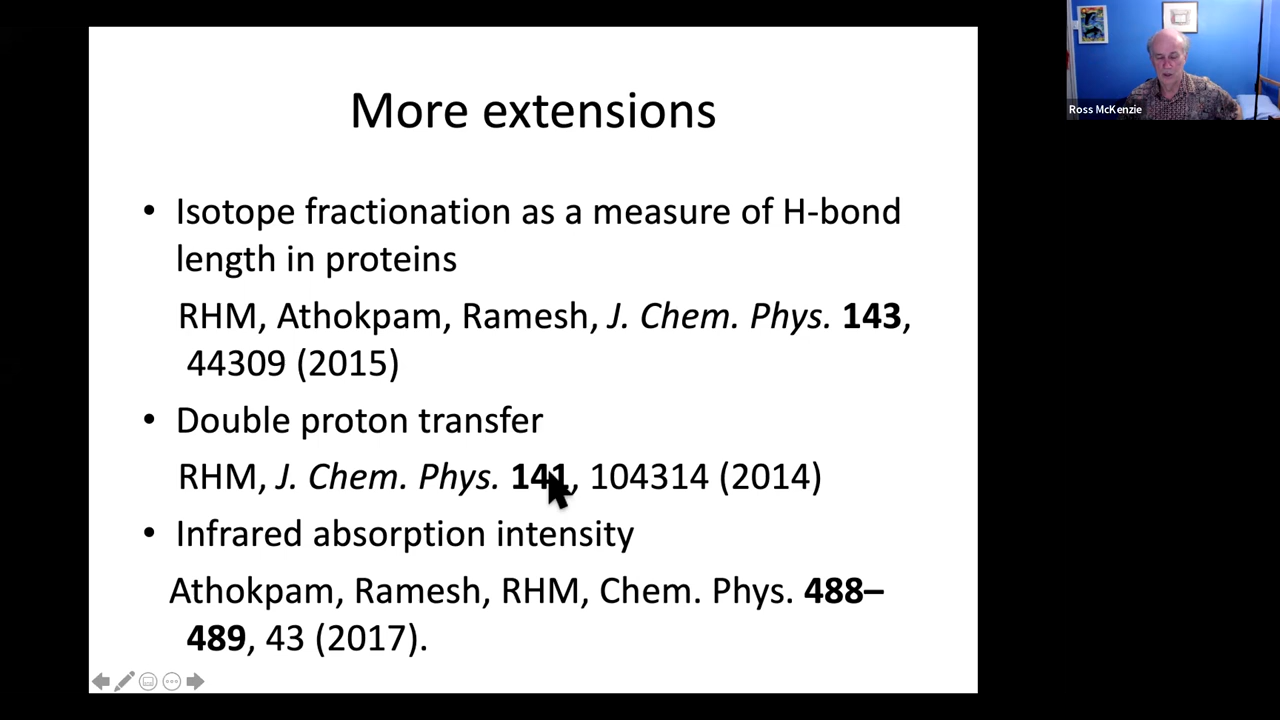 More extensions
• Isotope fractionation as a measure of H-bond
length in proteins
RHM, Athokpam, Ramesh, J. Chem. Phys. 143,
44309 (2015)
• Double proton transfer
RHM, J. Chem. Phys. 141, 104314 (2014)
• Infrared absorption intensity
Athokpam, Ramesh, RHM, Chem. Phys. 488–
489, 43 (2017).
Ross McKenzie